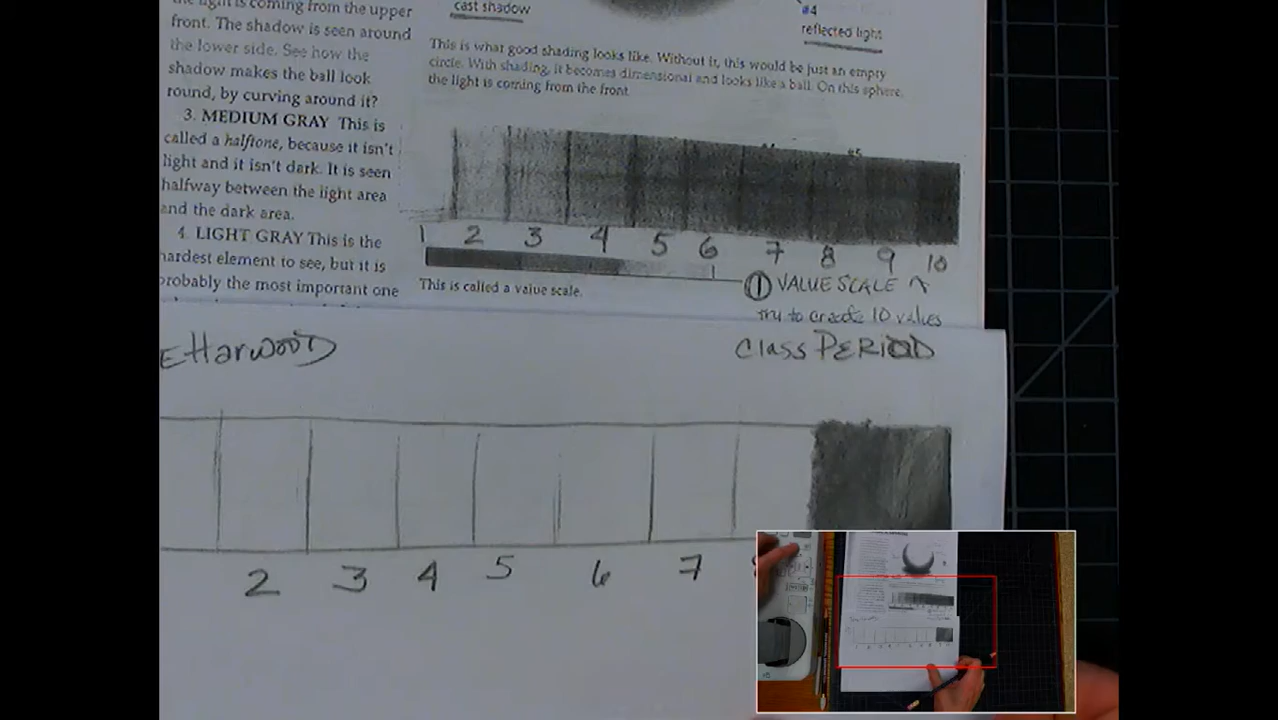 the light is coming from the upper
front. The shadow is seen around
the lower side. See how the
shadow makes the ball look
round, by curving around it?
3. MEDIUM GRAY This is
called a halftone, because it isn't
light and it isn't dark. It is seen
halfway between the light area
and the dark area.
4. LIGHT GRAY This is the
hardest element to see, but it is
probably the most important one
cast shadow
#4
reflected light
This is what good shading looks like. Without it, this would be just an empty
circle. With shading, it becomes dimensional and looks like a ball. On this sphere,
the light is coming from the front.
#5
1 2 3 4 5 6 7 8 9 10
This is called a value scale.
① VALUE SCALE
try to create 10 values
EHarwood
Class PERIOD
2 3 4 5 6 7